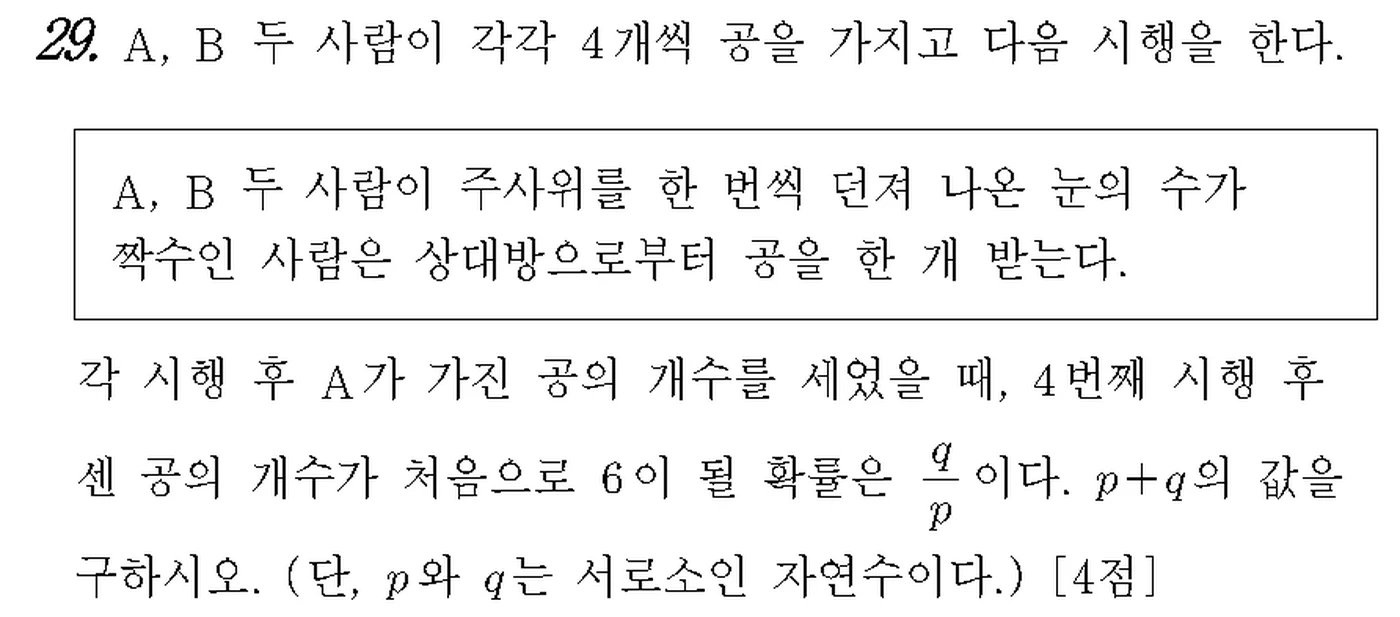 29. A, B 두 사람이 각각 4개씩 공을 가지고 다음 시행을 한다.
A, B 두 사람이 주사위를 한 번씩 던져 나온 눈의 수가
짝수인 사람은 상대방으로부터 공을 한 개 받는다.
각 시행 후 A가 가진 공의 개수를 세었을 때, 4번째 시행 후
센 공의 개수가 처음으로 6이 될 확률은 q/p 이다. p+q의 값을
구하시오. (단, p와 q는 서로소인 자연수이다.) [4점]